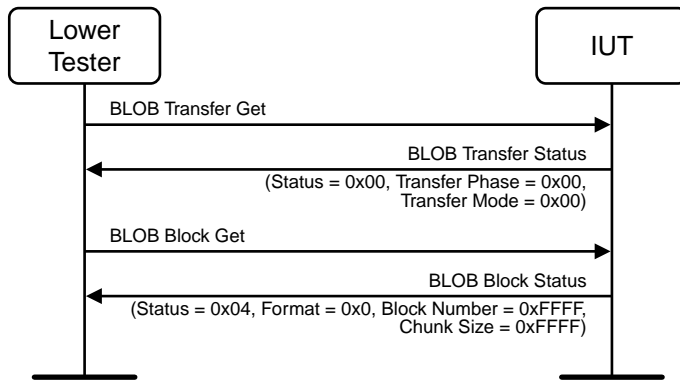 Lower
Tester
IUT
BLOB Transfer Get
BLOB Transfer Status
(Status = 0x00, Transfer Phase = 0x00,
Transfer Mode = 0x00)
BLOB Block Get
BLOB Block Status
(Status = 0x04, Format = 0x0, Block Number = 0xFFFF,
Chunk Size = 0xFFFF)